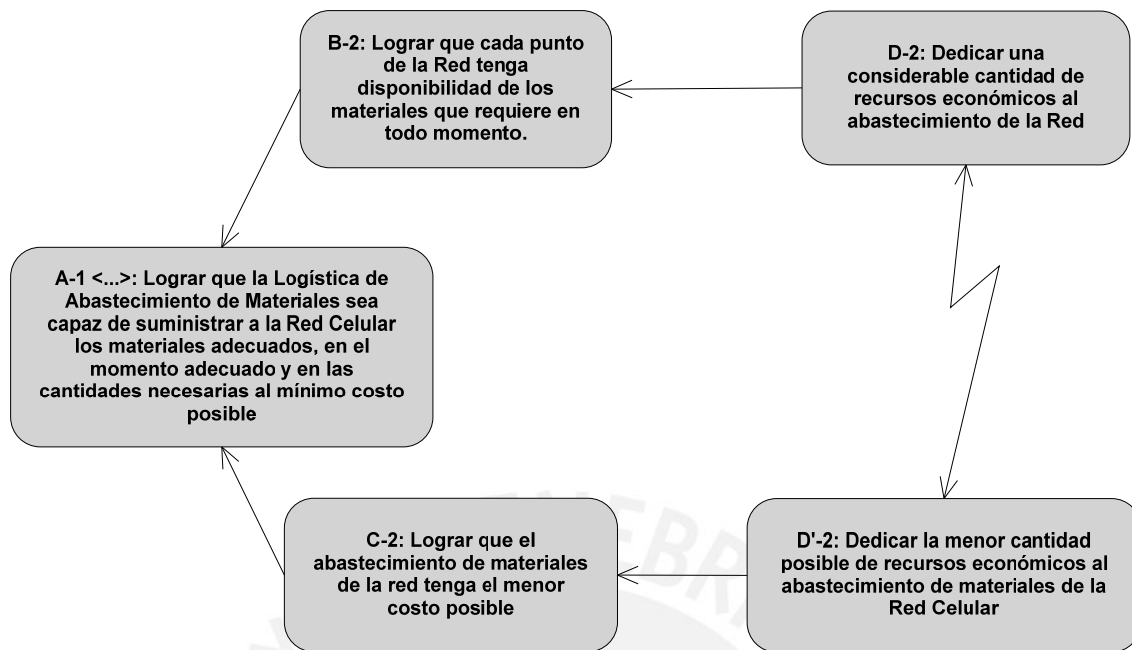 B-2: Lograr que cada punto
de la Red tenga
disponibilidad de los
materiales que requiere en
todo momento.
D-2: Dedicar una
considerable cantidad de
recursos económicos al
abastecimiento de la Red
A-1 <...>: Lograr que la Logística de
Abastecimiento de Materiales sea
capaz de suministrar a la Red Celular
los materiales adecuados, en el
momento adecuado y en las
cantidades necesarias al mínimo costo
posible
C-2: Lograr que el
abastecimiento de materiales
de la red tenga el menor
costo posible
D'-2: Dedicar la menor cantidad
posible de recursos económicos al
abastecimiento de materiales de la
Red Celular